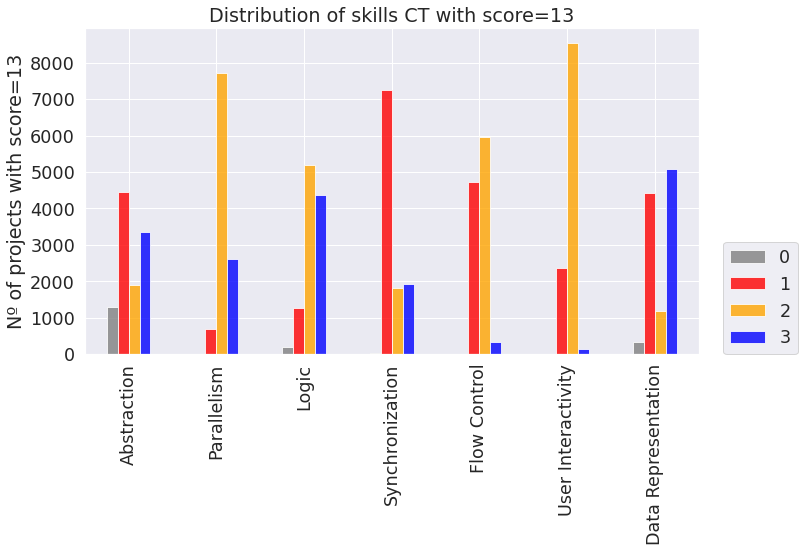 Distribution of skills CT with score=13
Nº of projects with score=13
8000
7000
6000
5000
4000
3000
2000
1000
0
Abstraction
Parallelism
Logic
Synchronization
Flow Control
User Interactivity
Data Representation
0
1
2
3